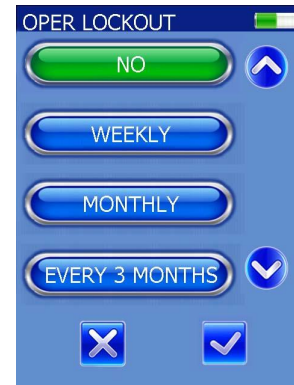 OPER LOCKOUT
NO
WEEKLY
MONTHLY
EVERY 3 MONTHS